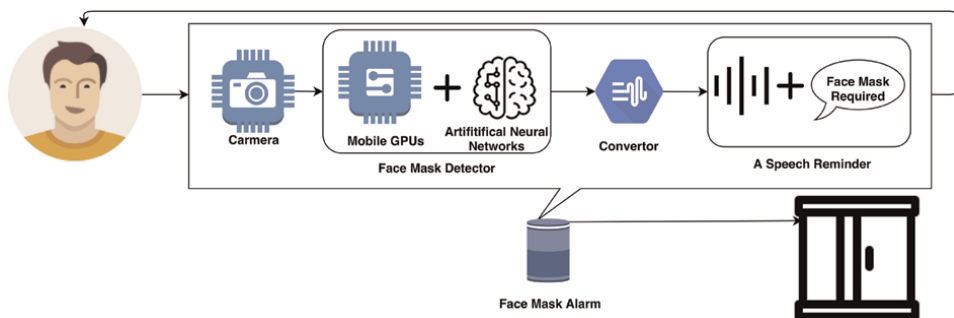 Face Mask
Required
Carmera
Mobile GPUs
Artifitifical Neural
Networks
Convertor
Face Mask Detector
A Speech Reminder
Face Mask Alarm